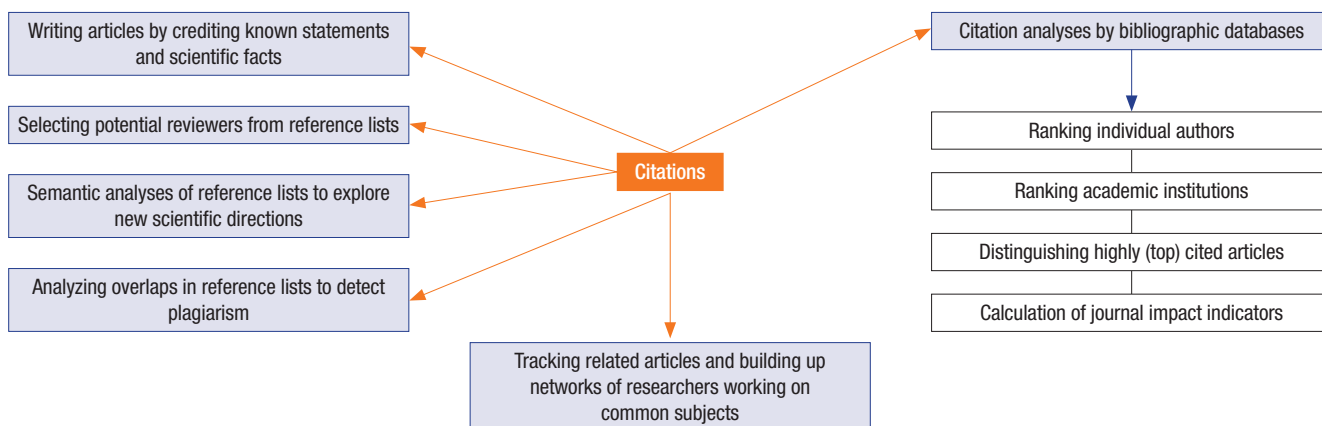 Writing articles by crediting known statements
and scientific facts
Selecting potential reviewers from reference lists
Semantic analyses of reference lists to explore
new scientific directions
Analyzing overlaps in reference lists to detect
plagiarism
Citations
Tracking related articles and building up
networks of researchers working on
common subjects
Citation analyses by bibliographic databases
Ranking individual authors
Ranking academic institutions
Distinguishing highly (top) cited articles
Calculation of journal impact indicators